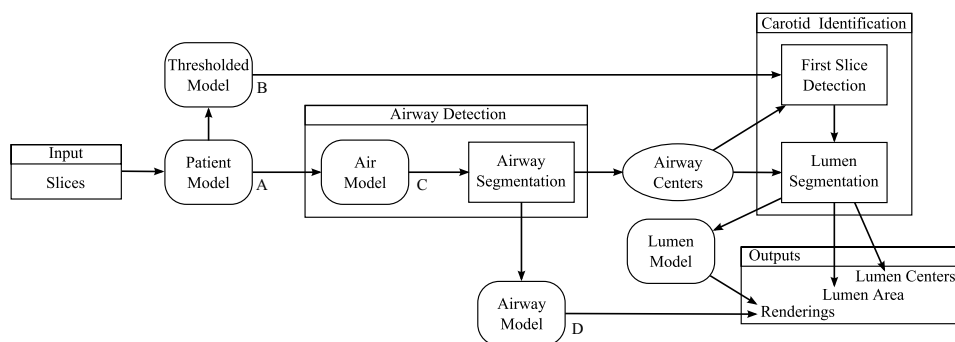 Carotid Identification
Thresholded
Model
B
First Slice
Detection
Airway Detection
Input
Slices
Patient
Model
A
Air
Model
C
Airway
Segmentation
Airway
Centers
Lumen
Segmentation
Lumen
Model
Outputs
Lumen Centers
Lumen Area
Renderings
Airway
Model
D